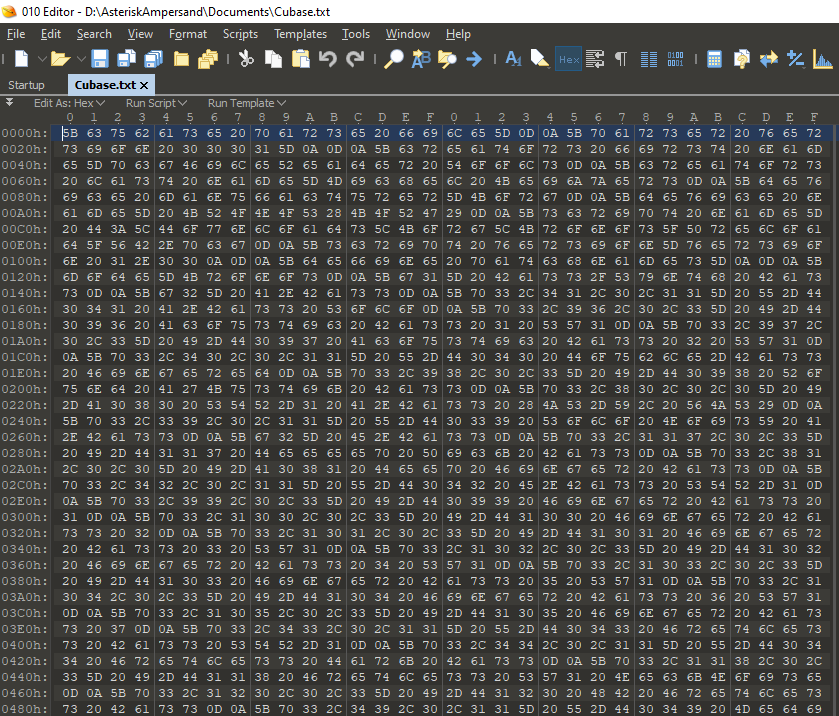 010 Editor - D:\AsteriskAmpersand\Documents\Cubase.txt
File Edit Search View Format Scripts Templates Tools Window Help
Hex
Startup Cubase.txt
Edit As: Hex Run Script Run Template
0 1 2 3 4 5 6 7 8 9 A B C D E F 0 1 2 3 4 5 6 7 8 9 A B C D E F
0000h: 5B 63 75 62 61 73 65 20 70 61 72 73 65 20 66 69 6C 65 5D 0D 0A 5B 70 61 72 73 65 72 20 76 65 72
0020h: 73 69 6F 6E 20 30 30 30 31 5D 0A 0D 0A 5B 63 72 65 61 74 6F 72 73 20 66 69 72 73 74 20 6E 61 6D
0040h: 65 5D 70 63 67 46 69 6C 65 52 65 61 64 65 72 20 54 6F 6F 6C 73 0D 0A 5B 63 72 65 61 74 6F 72 73
0060h: 20 6C 61 73 74 20 6E 61 6D 65 5D 4D 69 63 68 65 6C 20 4B 65 69 6A 7A 65 72 73 0D 0A 5B 64 65 76
0080h: 69 63 65 20 6D 61 6E 75 66 61 63 74 75 72 65 72 5D 4B 6F 72 67 0D 0A 5B 64 65 76 69 63 65 20 6E
00A0h: 61 6D 65 5D 20 4B 52 4F 4E 4F 53 28 4B 4F 52 47 29 0D 0A 5B 73 63 72 69 70 74 20 6E 61 6D 65 5D
00C0h: 20 44 3A 5C 44 6F 77 6E 6C 6F 61 64 73 5C 4B 6F 72 67 5C 4B 72 6F 6E 6F 73 5F 50 72 65 6C 6F 61
00E0h: 64 5F 56 42 2E 70 63 67 0D 0A 5B 73 63 72 69 70 74 20 76 65 72 73 69 6F 6E 5D 76 65 72 73 69 6F
0100h: 6E 20 31 2E 30 30 0A 0D 0A 5B 64 65 66 69 6E 65 20 70 61 74 63 68 6E 61 6D 65 73 5D 0A 0D 0A 5B
0120h: 6D 6F 64 65 5D 4B 72 6F 6E 6F 73 0D 0A 5B 67 31 5D 20 42 61 73 73 2F 53 79 6E 74 68 20 42 61 73
0140h: 73 0D 0A 5B 67 32 5D 20 41 2E 42 61 73 73 0D 0A 5B 70 33 2C 34 31 2C 30 2C 31 31 5D 20 55 2D 44
0160h: 30 34 31 20 41 2E 42 61 73 73 20 53 6F 6C 6F 0D 0A 5B 70 33 2C 39 36 2C 30 2C 33 5D 20 49 2D 44
0180h: 30 39 36 20 41 63 6F 75 73 74 69 63 20 42 61 73 73 20 31 20 53 57 31 0D 0A 5B 70 33 2C 39 37 2C
01A0h: 30 2C 33 5D 20 49 2D 44 30 39 37 20 41 63 6F 75 73 74 69 63 20 42 61 73 73 20 32 20 53 57 31 0D
01C0h: 0A 5B 70 33 2C 34 30 2C 30 2C 31 31 5D 20 55 2D 44 30 34 30 20 44 6F 75 62 6C 65 2D 42 61 73 73
01E0h: 20 46 69 6E 67 65 72 65 64 0D 0A 5B 70 33 2C 39 38 2C 30 2C 33 5D 20 49 2D 44 30 39 38 20 52 6F
0200h: 75 6E 64 20 41 27 4B 75 73 74 69 6B 20 42 61 73 73 0D 0A 5B 70 33 2C 38 30 2C 30 2C 30 5D 20 49
0220h: 2D 41 30 38 30 20 53 54 52 2D 31 20 41 2E 42 61 73 73 20 28 4A 53 2D 59 2C 20 56 4A 53 29 0D 0A
0240h: 5B 70 33 2C 33 39 2C 30 2C 31 31 5D 20 55 2D 44 30 33 39 20 53 6F 6C 6F 20 4E 6F 69 73 59 20 41
0260h: 2E 42 61 73 73 0D 0A 5B 67 32 5D 20 45 2E 42 61 73 73 0D 0A 5B 70 33 2C 31 31 37 2C 30 2C 33 5D
0280h: 20 49 2D 44 31 31 37 20 44 65 65 65 65 70 20 50 69 63 6B 20 42 61 73 73 0D 0A 5B 70 33 2C 38 31
02A0h: 2C 30 2C 30 5D 20 49 2D 41 30 38 31 20 44 65 65 70 20 46 69 6E 67 65 72 20 42 61 73 73 0D 0A 5B
02C0h: 70 33 2C 34 32 2C 30 2C 31 31 5D 20 55 2D 44 30 34 32 20 45 2E 42 61 73 73 20 53 54 52 2D 31 0D
02E0h: 0A 5B 70 33 2C 39 39 2C 30 2C 33 5D 20 49 2D 44 30 39 39 20 46 69 6E 67 65 72 20 42 61 73 73 20
0300h: 31 0D 0A 5B 70 33 2C 31 30 30 2C 30 2C 33 5D 20 49 2D 44 31 30 30 20 46 69 6E 67 65 72 20 42 61
0320h: 73 73 20 32 0D 0A 5B 70 33 2C 31 30 31 2C 30 2C 33 5D 20 49 2D 44 31 30 31 20 46 69 6E 67 65 72
0340h: 20 42 61 73 73 20 33 20 53 57 31 0D 0A 5B 70 33 2C 31 30 32 2C 30 2C 33 5D 20 49 2D 44 31 30 32
0360h: 20 46 69 6E 67 65 72 20 42 61 73 73 20 34 20 53 57 31 0D 0A 5B 70 33 2C 31 30 33 2C 30 2C 33 5D
0380h: 20 49 2D 44 31 30 33 20 46 69 6E 67 65 72 20 42 61 73 73 20 35 20 53 57 31 0D 0A 5B 70 33 2C 31
03A0h: 30 34 2C 30 2C 33 5D 20 49 2D 44 31 30 34 20 46 69 6E 67 65 72 20 42 61 73 73 20 36 20 53 57 31
03C0h: 0D 0A 5B 70 33 2C 31 30 35 2C 30 2C 33 5D 20 49 2D 44 31 30 35 20 46 69 6E 67 65 72 20 42 61 73
03E0h: 73 20 37 0D 0A 5B 70 33 2C 34 33 2C 30 2C 31 31 5D 20 55 2D 44 30 34 33 20 46 72 65 74 6C 65 73
0400h: 73 20 42 61 73 73 20 53 54 52 2D 31 0D 0A 5B 70 33 2C 34 34 2C 30 2C 31 31 5D 20 55 2D 44 30 34
0420h: 34 20 46 72 65 74 6C 65 73 73 20 44 61 72 6B 20 42 61 73 73 0D 0A 5B 70 33 2C 31 31 38 2C 30 2C
0440h: 33 5D 20 49 2D 44 31 31 38 20 46 72 65 74 6C 65 73 73 20 53 57 31 20 4E 65 63 6B 4E 6F 69 73 65
0460h: 0D 0A 5B 70 33 2C 31 31 32 2C 30 2C 33 5D 20 49 2D 44 31 31 32 20 48 42 20 46 72 65 74 6C 65 73
0480h: 73 20 42 61 73 73 0D 0A 5B 70 33 2C 34 39 2C 30 2C 31 31 5D 20 55 2D 44 30 34 39 20 4D 65 64 69